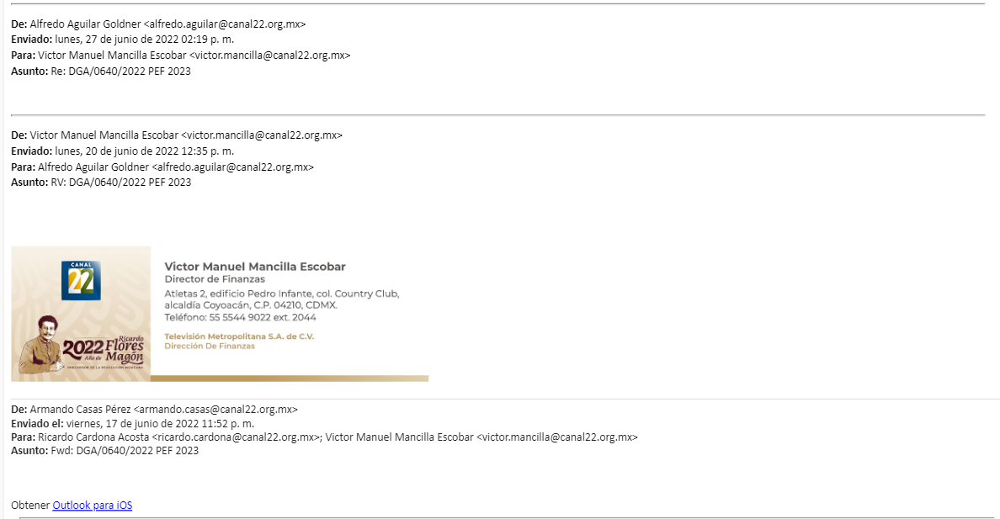 De: Alfredo Aguilar Goldner <alfredo.aguilar@canal22.org.mx>
Enviado: lunes, 27 de junio de 2022 02:19 p. m.
Para: Victor Manuel Mancilla Escobar <victor.mancilla@canal22.org.mx>
Asunto: Re: DGA/0640/2022 PEF 2023
De: Victor Manuel Mancilla Escobar <victor.mancilla@canal22.org.mx>
Enviado: lunes, 20 de junio de 2022 12:35 p. m.
Para: Alfredo Aguilar Goldner <alfredo.aguilar@canal22.org.mx>
Asunto: RV: DGA/0640/2022 PEF 2023
CANAL
22
2022 Ricardo Flores
Año de Magón
PRECURSOR DE LA REVOLUCIÓN MEXICANA
Victor Manuel Mancilla Escobar
Director de Finanzas
Atletas 2, edificio Pedro Infante, col. Country Club,
alcaldía Coyoacán, C.P. 04210, CDMX.
Teléfono: 55 5544 9022 ext. 2044
Televisión Metropolitana S.A. de C.V.
Dirección De Finanzas
De: Armando Casas Pérez <armando.casas@canal22.org.mx>
Enviado el: viernes, 17 de junio de 2022 11:52 p. m.
Para: Ricardo Cardona Acosta <ricardo.cardona@canal22.org.mx>; Victor Manuel Mancilla Escobar <victor.mancilla@canal22.org.mx>
Asunto: Fwd: DGA/0640/2022 PEF 2023
Obtener Outlook para iOS